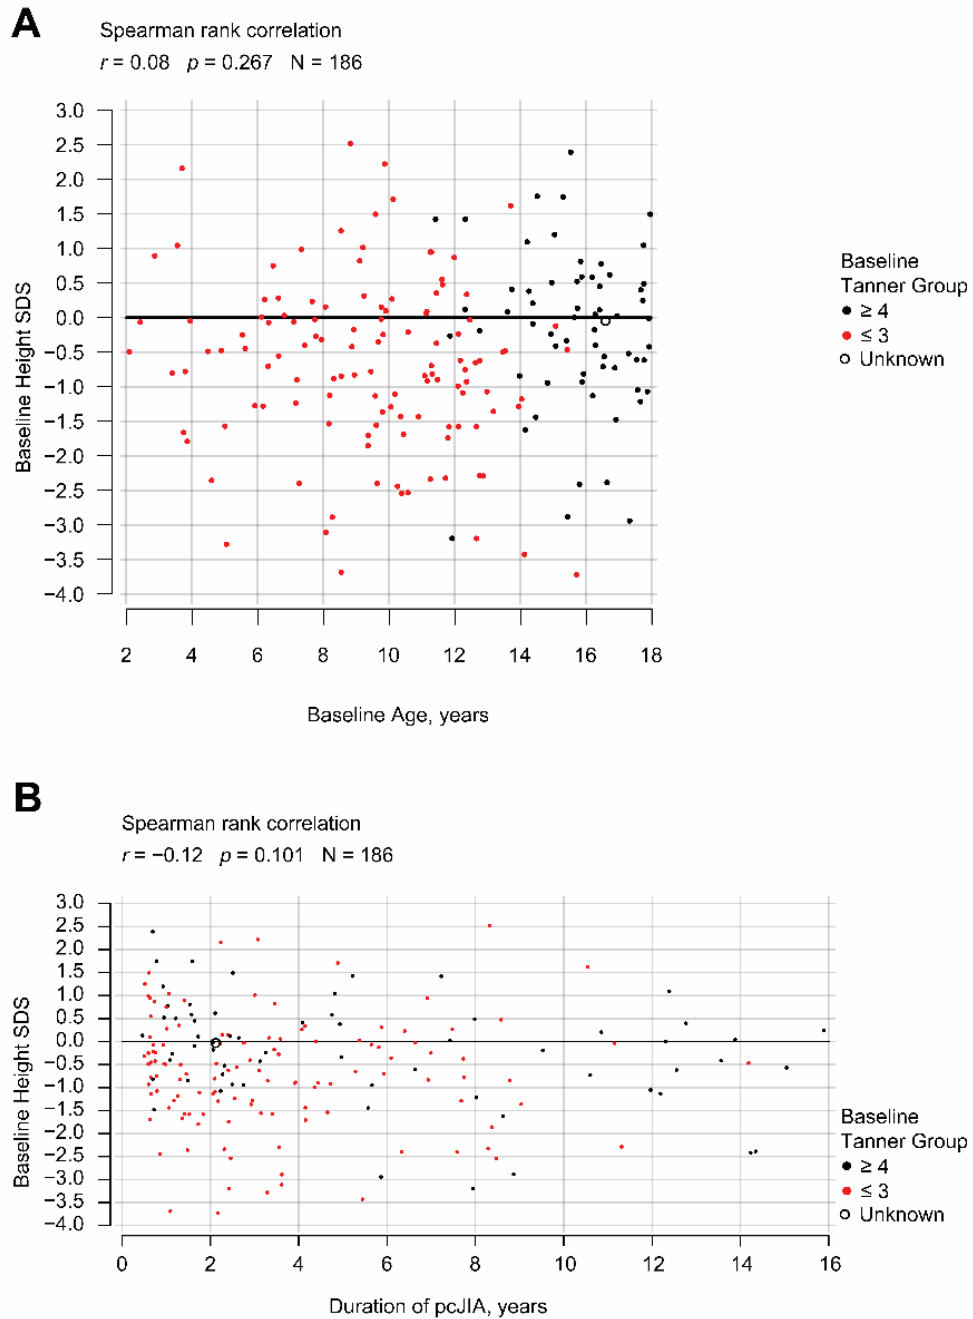 A
Spearman rank correlation
r = 0.08 p = 0.267 N = 186
3.0
2.5
2.0
1.5
1.0
0.5
0.0
−0.5
−1.0
−1.5
−2.0
−2.5
−3.0
−3.5
−4.0
Baseline Height SDS
2 4 6 8 10 12 14 16 18
Baseline Age, years
Baseline
Tanner Group
≥ 4
≤ 3
Unknown
B
Spearman rank correlation
r = −0.12 p = 0.101 N = 186
3.0
2.5
2.0
1.5
1.0
0.5
0.0
−0.5
−1.0
−1.5
−2.0
−2.5
−3.0
−3.5
−4.0
Baseline Height SDS
0 2 4 6 8 10 12 14 16
Duration of pcJIA, years
Baseline
Tanner Group
≥ 4
≤ 3
Unknown